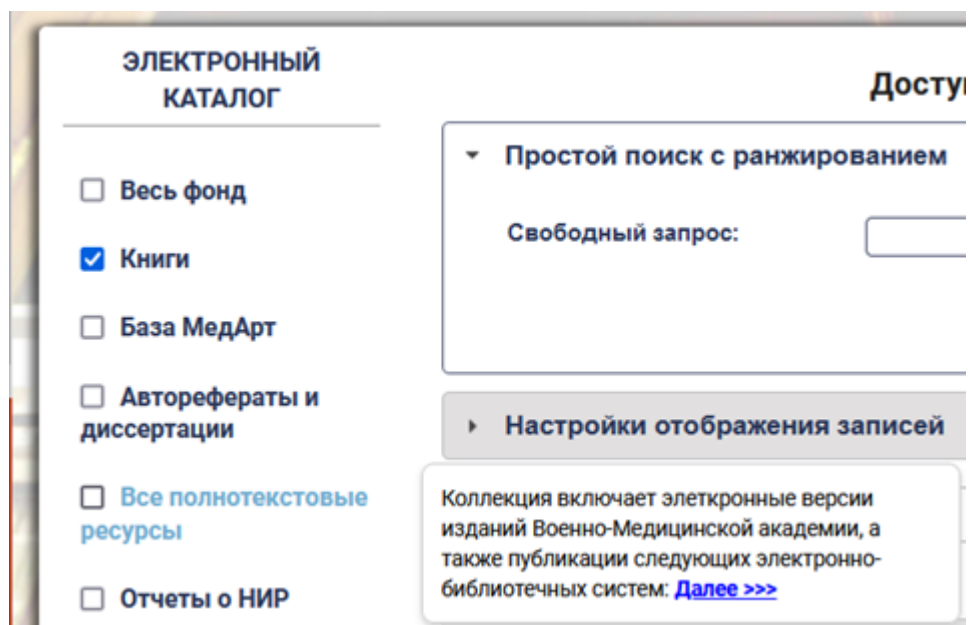 ЭЛЕКТРОННЫЙ
КАТАЛОГ
Весь фонд
Книги
База МедАрт
Авторефераты и
диссертации
Все полнотекстовые
ресурсы
Отчеты о НИР
Простой поиск с ранжированием
Свободный запрос:
Настройки отображения записей
Коллекция включает элеткронные версии
изданий Военно-Медицинской академии, а
также публикации следующих электронно-
библиотечных систем: Далее >>>